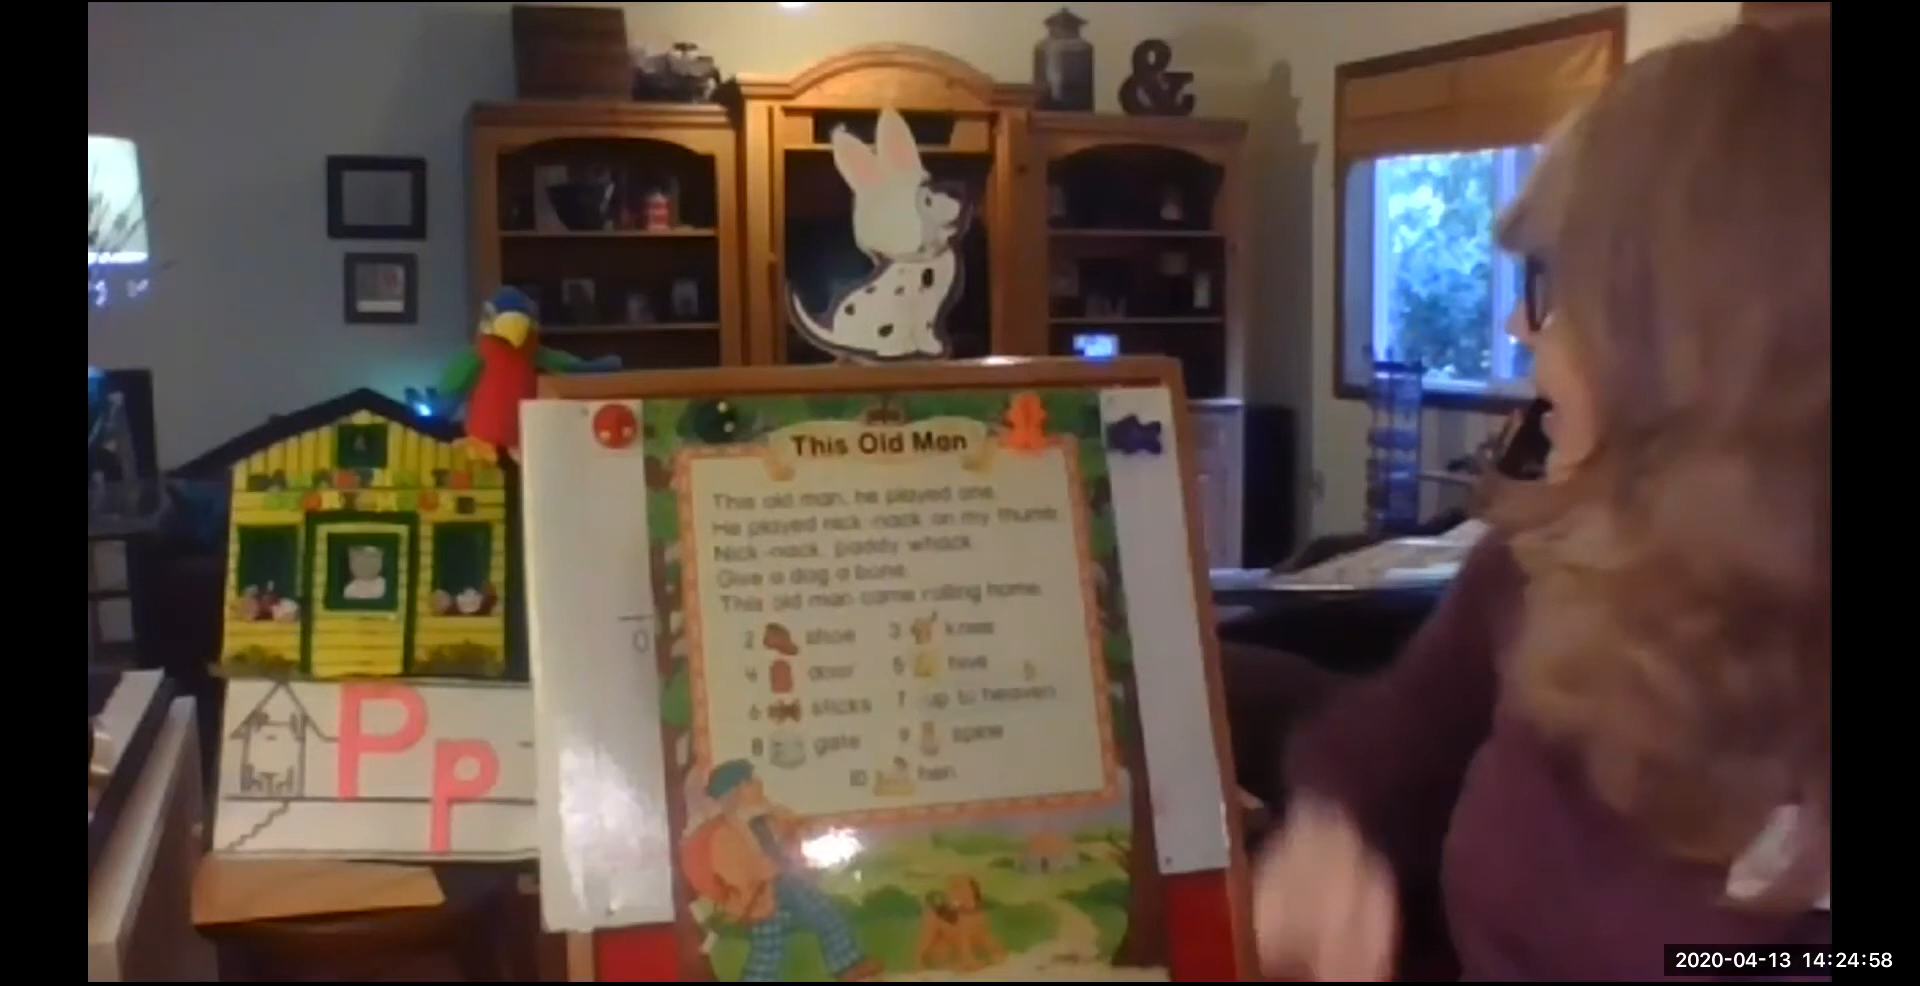 &
This Old Man
This old man, he played one,
He played nick-nack on my thumb.
Nick-nack, paddy whack,
Give a dog a bone.
This old man came rolling home.
2 shoe 3 knee
4 door 5 hive
6 sticks 7 up to heaven
8 gate 9 spine
10 hen
Pp
2020-04-13 14:24:58